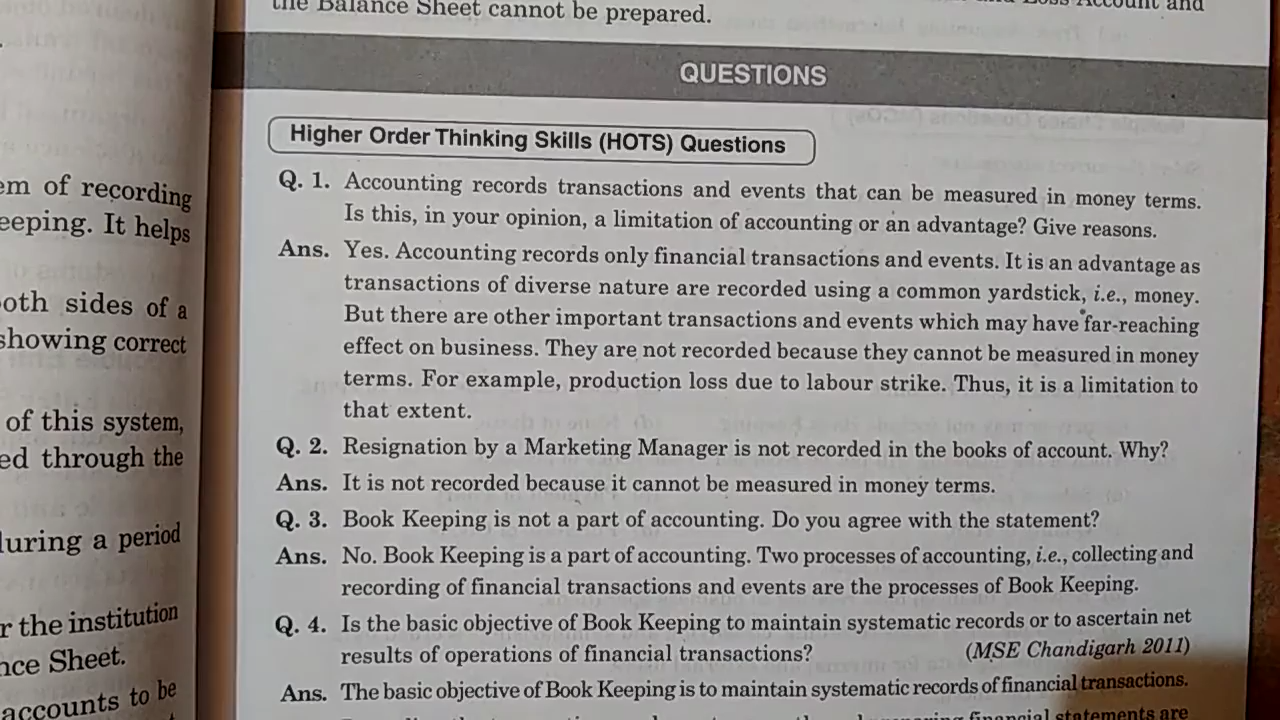 the Balance Sheet cannot be prepared.
Account and
QUESTIONS
Higher Order Thinking Skills (HOTS) Questions
Q. 1. Accounting records transactions and events that can be measured in money terms.
Is this, in your opinion, a limitation of accounting or an advantage? Give reasons.
Ans. Yes. Accounting records only financial transactions and events. It is an advantage as
transactions of diverse nature are recorded using a common yardstick, i.e., money.
But there are other important transactions and events which may have far-reaching
effect on business. They are not recorded because they cannot be measured in money
terms. For example, production loss due to labour strike. Thus, it is a limitation to
that extent.
Q. 2. Resignation by a Marketing Manager is not recorded in the books of account. Why?
Ans. It is not recorded because it cannot be measured in money terms.
Q. 3. Book Keeping is not a part of accounting. Do you agree with the statement?
Ans. No. Book Keeping is a part of accounting. Two processes of accounting, i.e., collecting and
recording of financial transactions and events are the processes of Book Keeping.
Q. 4. Is the basic objective of Book Keeping to maintain systematic records or to ascertain net
results of operations of financial transactions? (MSE Chandigarh 2011)
Ans. The basic objective of Book Keeping is to maintain systematic records of financial transactions.
financial statements are
em of recording
eeping. It helps
oth sides of a
showing correct
of this system,
ed through the
luring a period
r the institution
nce Sheet.
accounts to be